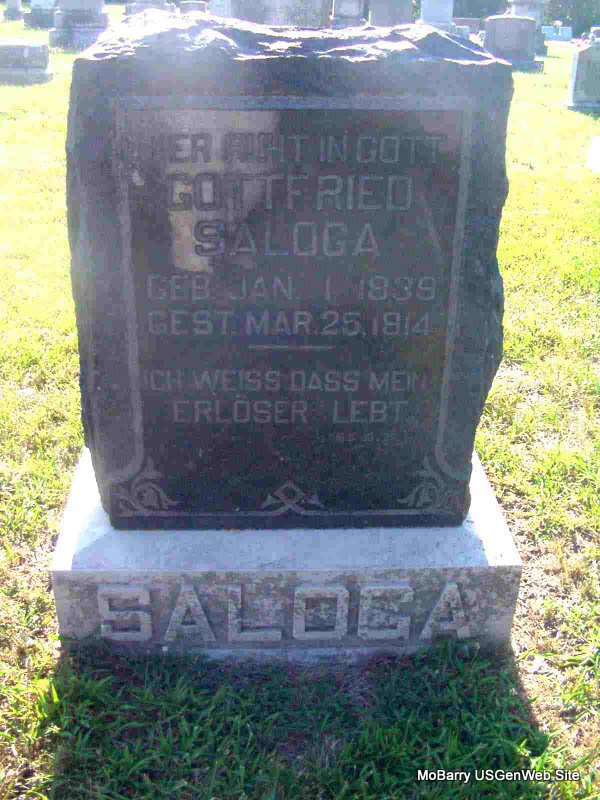 HIER RUHT IN GOTT
GOTTFRIED
SALOGA
GEB. JAN. 1 1839
GEST. MAR. 25, 1914
ICH WEISS DASS MEIN
ERLÖSER LEBT.
SALOGA
MoBarry USGenWeb Site